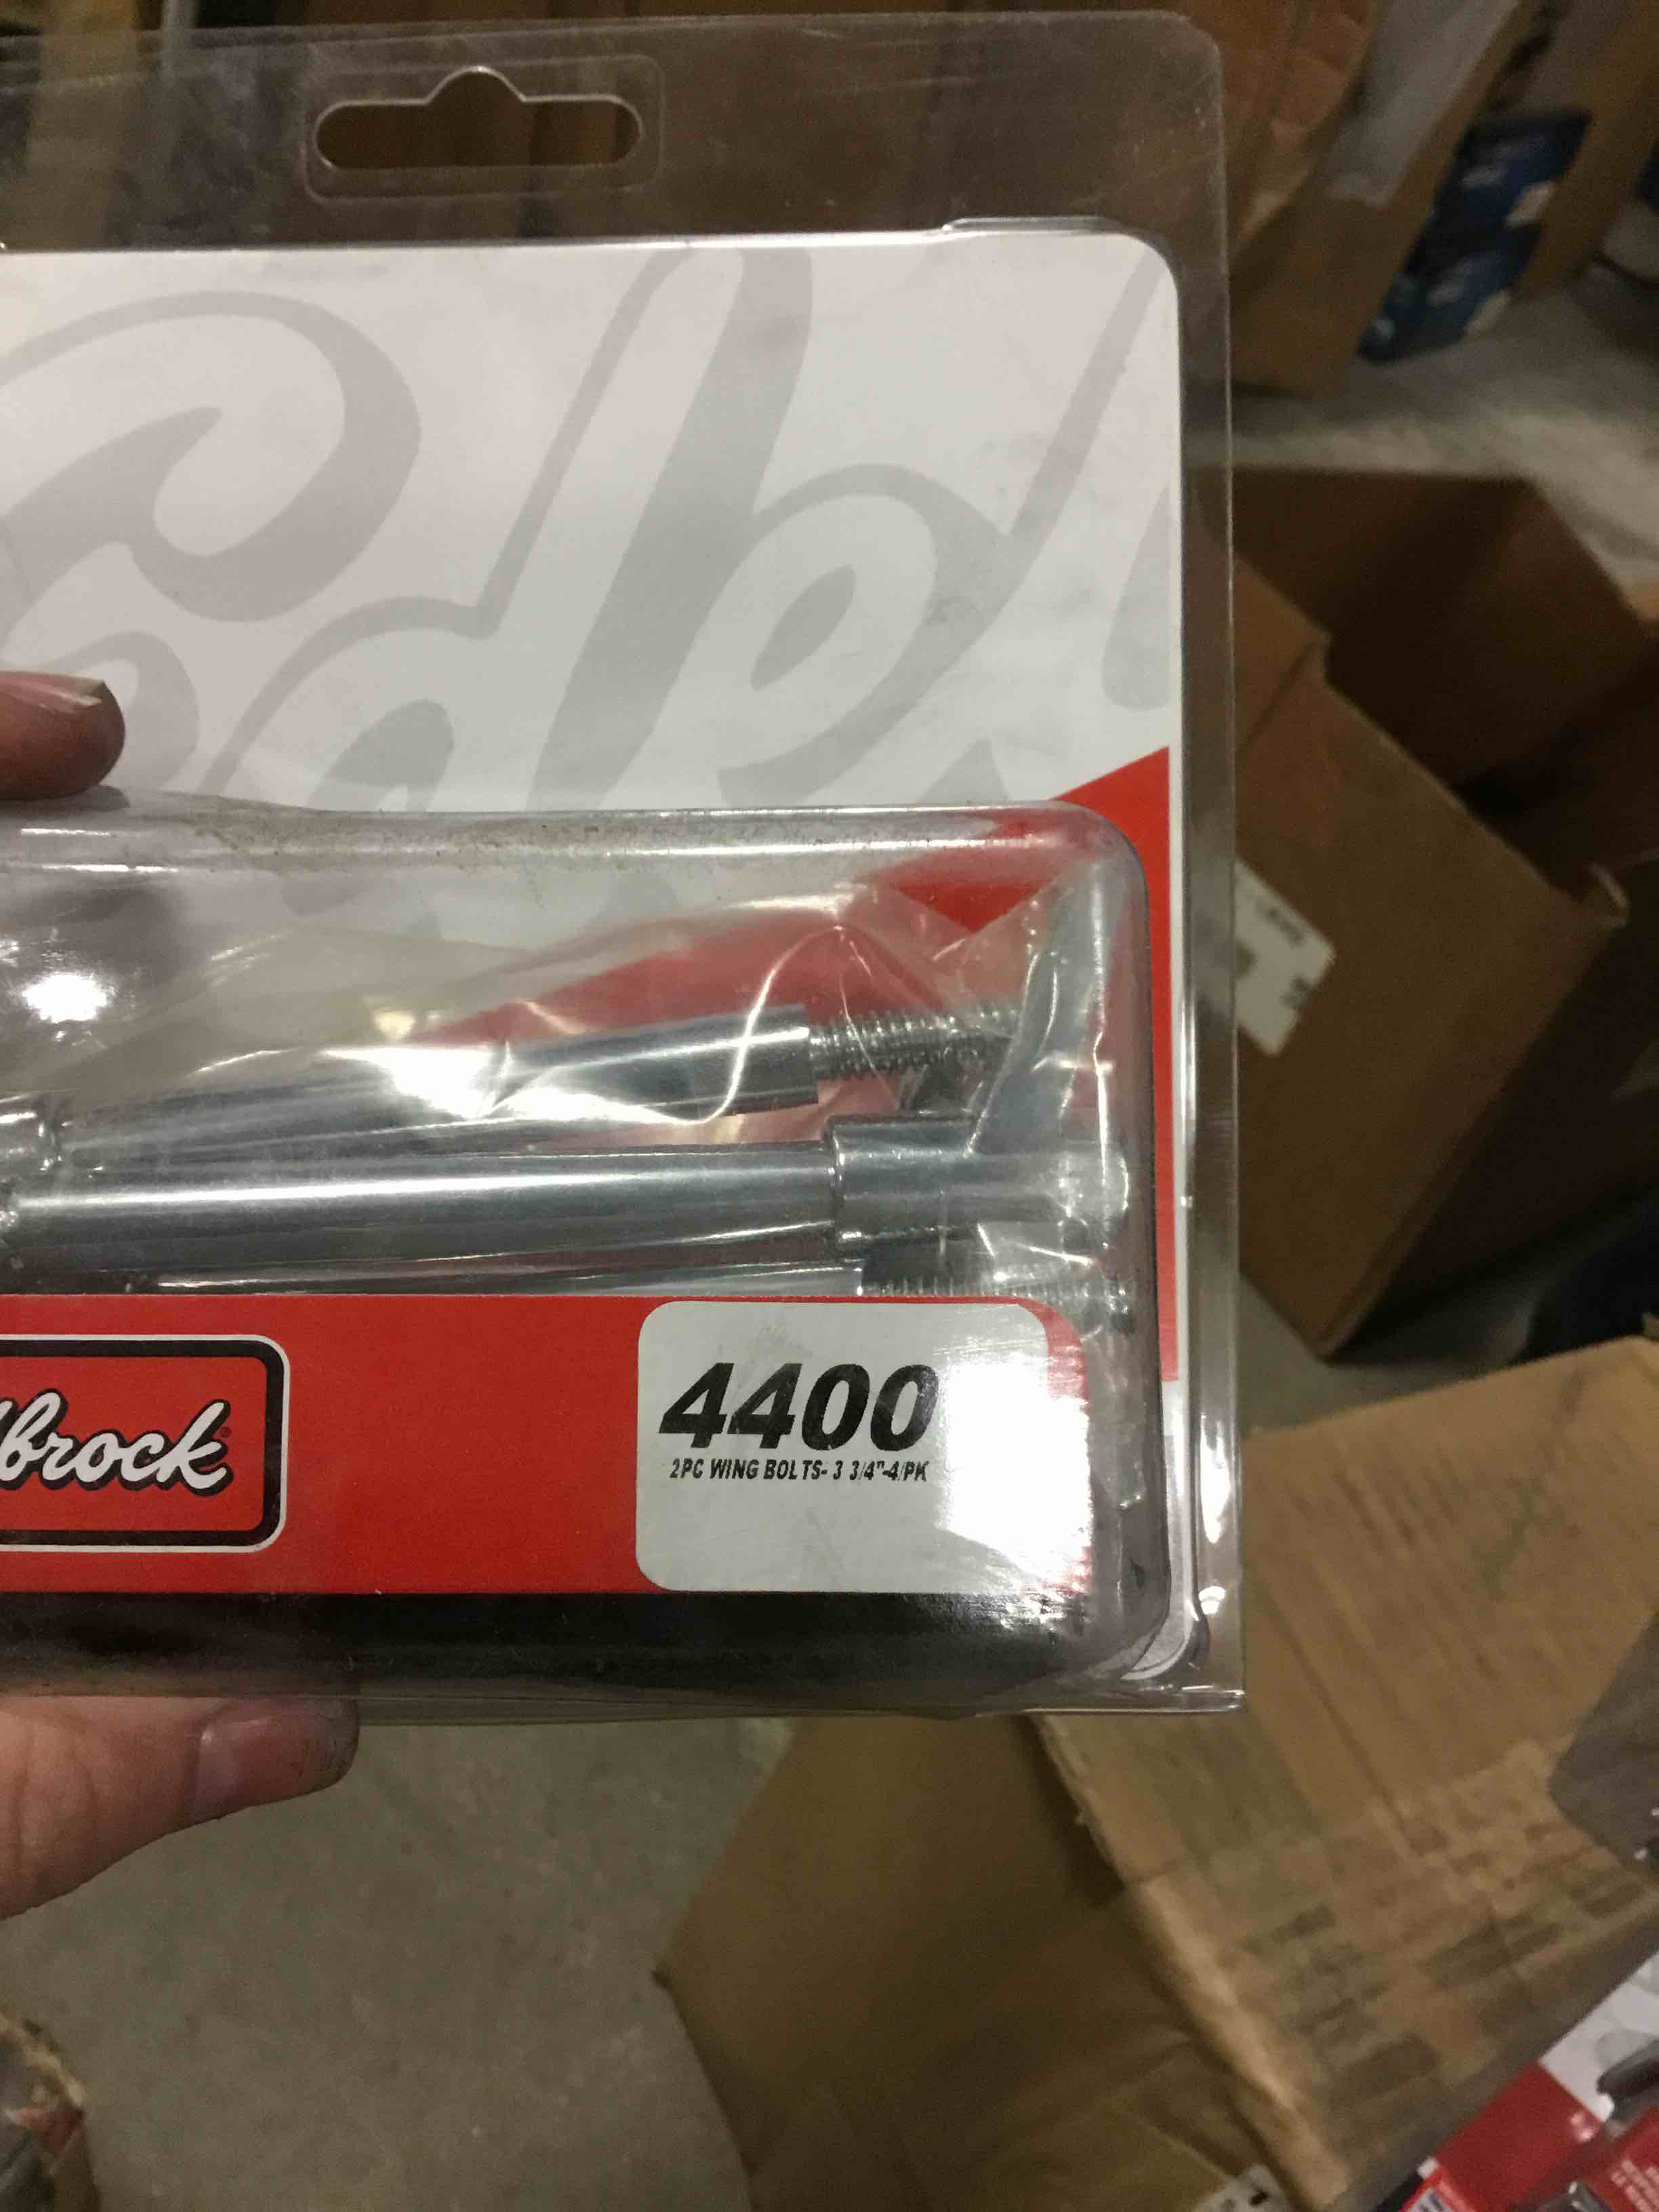 lbrock®
4400
2PC WING BOLTS- 3 3/4"-4/PK